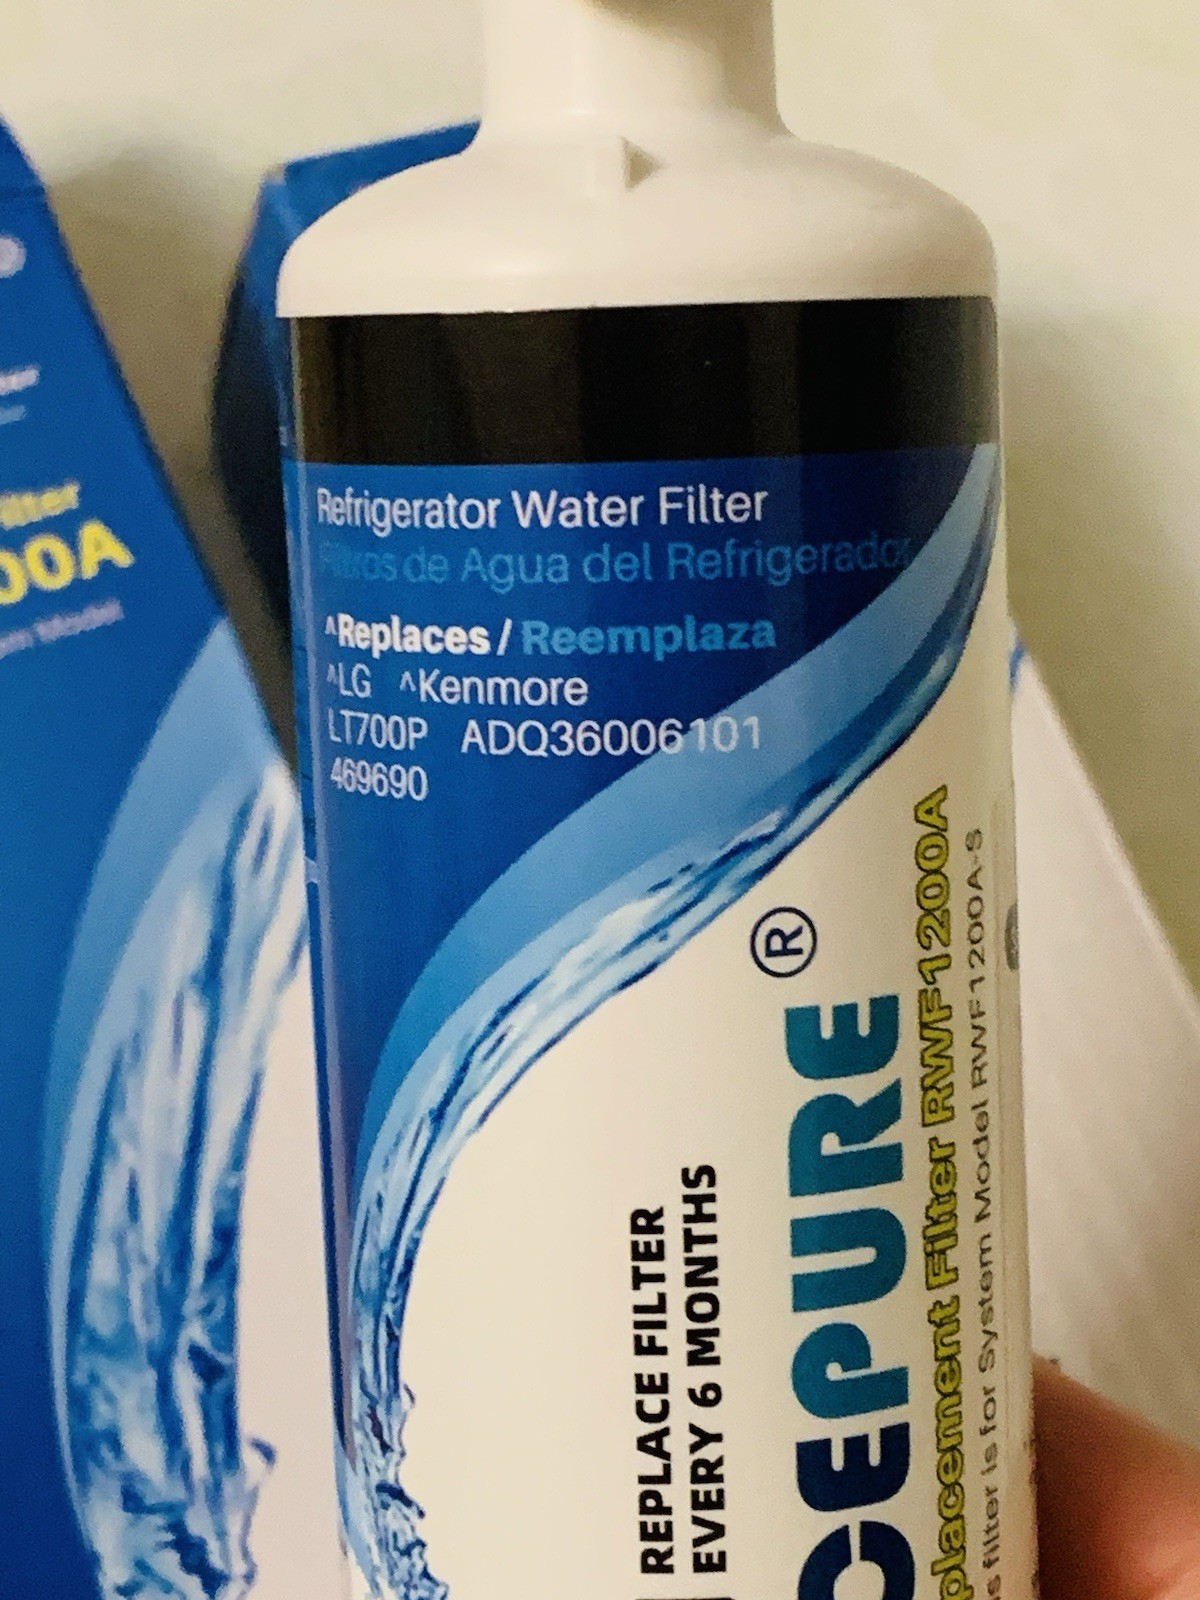 Refrigerator Water Filter
Filtros de Agua del Refrigerador
^Replaces / Reemplaza
^LG ^Kenmore
LT700P ADQ36006101
469690
REPLACE FILTER
EVERY 6 MONTHS
CEPURE®
placement Filter RWF1200A
s filter is for System Model RWF1200A-S
00A